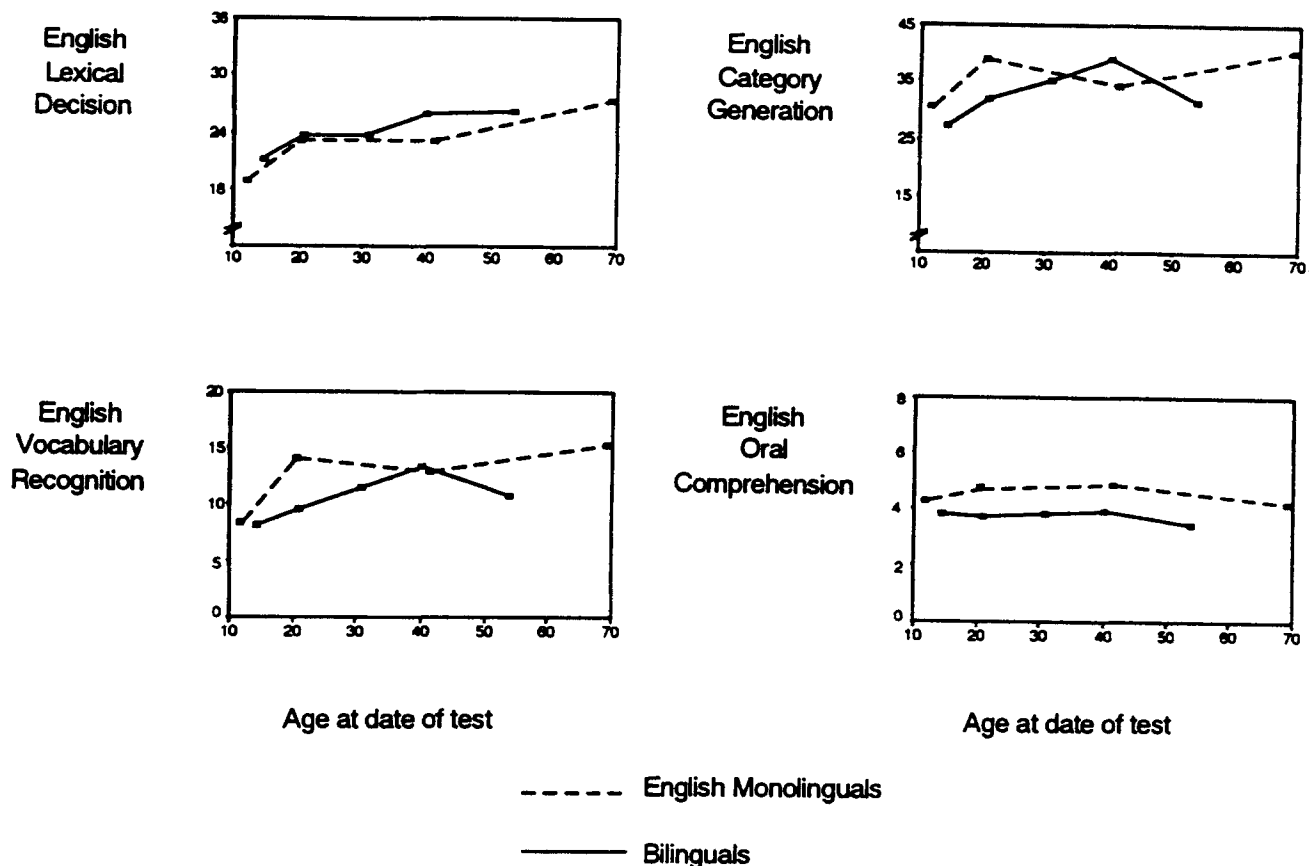 English
Lexical
Decision
36
30
24
18
10 20 30 40 50 60 70
English
Category
Generation
45
35
25
15
10 20 30 40 50 60 70
English
Vocabulary
Recognition
20
15
10
5
0
10 20 30 40 50 60 70
English
Oral
Comprehension
8
6
4
2
0
10 20 30 40 50 60 70
Age at date of test
Age at date of test
English Monolinguals
Bilinguals